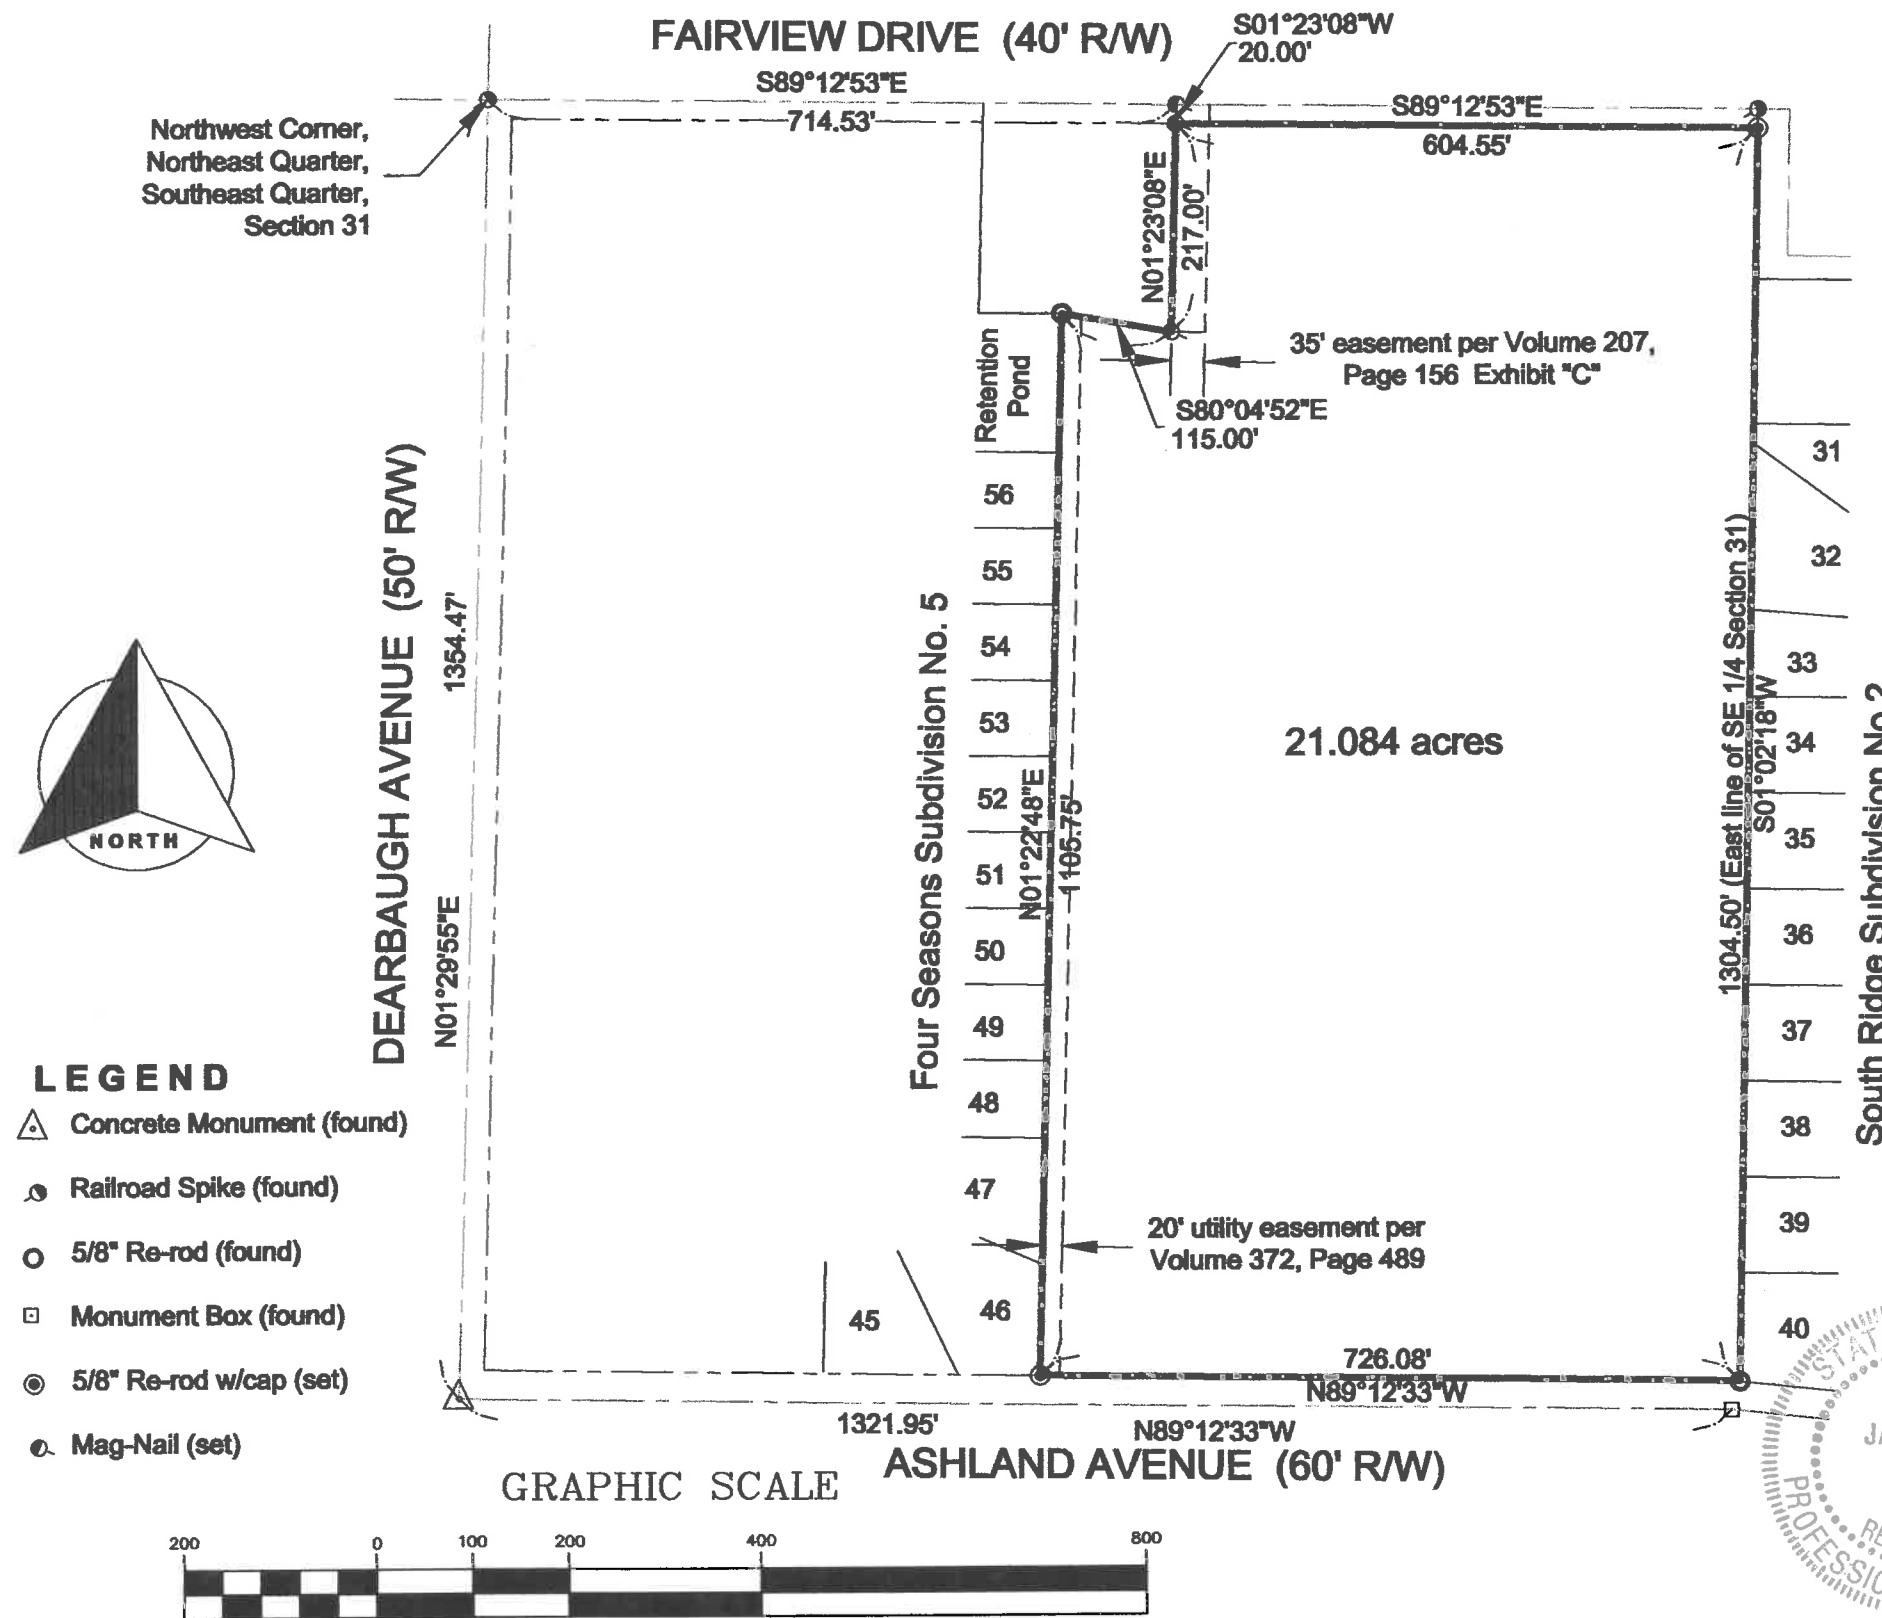 FAIRVIEW DRIVE (40' R/W)
S01°23'08"W
20.00'
S89°12'53"E
714.53'
S89°12'53"E
604.55'
Northwest Corner,
Northeast Quarter,
Southeast Quarter,
Section 31
N01°23'08"E
217.00'
35' easement per Volume 207,
Page 156 Exhibit "C"
S80°04'52"E
115.00'
Retention
Pond
56
55
54
53
52
51
50
49
48
47
46
45
Four Seasons Subdivision No. 5
N01°22'48"E
1105.75'
DEARBAUGH AVENUE (50' R/W)
1354.47'
N01°29'55"E
21.084 acres
1304.50' (East line of SE 1/4 Section 31)
S01°02'18"W
31
32
33
34
35
36
37
38
39
40
South Ridge Subdivision No.2
NORTH
LEGEND
Concrete Monument (found)
Railroad Spike (found)
5/8" Re-rod (found)
Monument Box (found)
5/8" Re-rod w/cap (set)
Mag-Nail (set)
20' utility easement per
Volume 372, Page 489
726.08'
N89°12'33"W
1321.95'
N89°12'33"W
ASHLAND AVENUE (60' R/W)
GRAPHIC SCALE
200 0 100 200 400 800